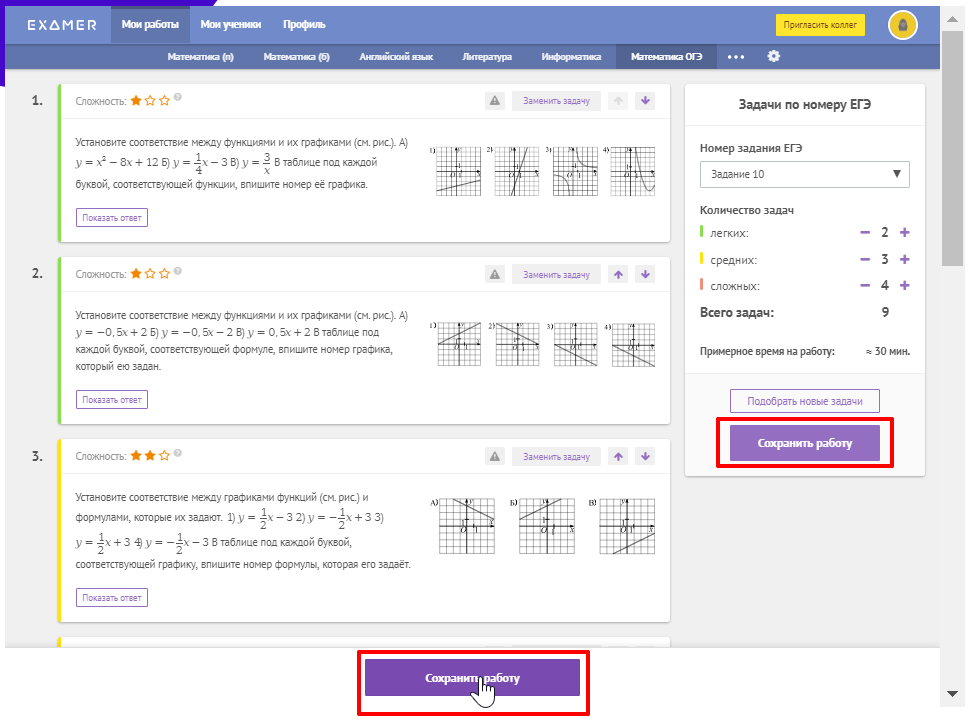 EXAMER
Мои работы
Мои ученики
Профиль
Пригласить коллег
Математика (п)
Математика (б)
Английский язык
Литература
Информатика
Математика ОГЭ
1.
Сложность:
Заменить задачу
Установите соответствие между функциями и их графиками (см. рис.). А)
y = x² − 8x + 12 Б) y = 1/4 x − 3 В) y = 3/x В таблице под каждой
буквой, соответствующей функции, впишите номер её графика.
1) 2) 3) 4)
Показать ответ
2.
Сложность:
Заменить задачу
Установите соответствие между функциями и их графиками (см. рис.). А)
y = −0,5x + 2 Б) y = −0,5x − 2 В) y = 0,5x + 2 В таблице под
каждой буквой, соответствующей формуле, впишите номер графика,
который ею задан.
1) 2) 3) 4)
Показать ответ
3.
Сложность:
Заменить задачу
Установите соответствие между графиками функций (см. рис.) и
формулами, которые их задают. 1) y = 1/2 x − 3 2) y = −1/2 x + 3 3)
y = 1/2 x + 3 4) y = −1/2 x − 3 В таблице под каждой буквой,
соответствующей графику, впишите номер формулы, которая его задаёт.
А) Б) В)
Показать ответ
Сохранить работу
Задачи по номеру ЕГЭ
Номер задания ЕГЭ
Задание 10
Количество задач
легких: − 2 +
средних: − 3 +
сложных: − 4 +
Всего задач: 9
Примерное время на работу: ≈ 30 мин.
Подобрать новые задачи
Сохранить работу